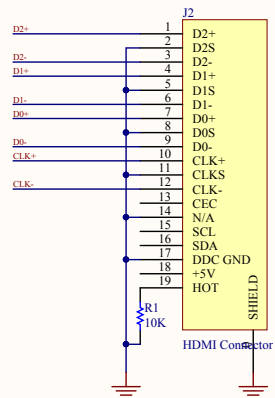 J2
D2+ 1 D2+
2 D2S
D2- 3 D2-
D1+ 4 D1+
5 D1S
D1- 6 D1-
D0+ 7 D0+
8 D0S
D0- 9 D0-
CLK+ 10 CLK+
11 CLKS
CLK- 12 CLK-
13 CEC
14 N/A
15 SCL
16 SDA
17 DDC GND
18 +5V
19 HOT
SHIELD
R1
10K
HDMI Connector